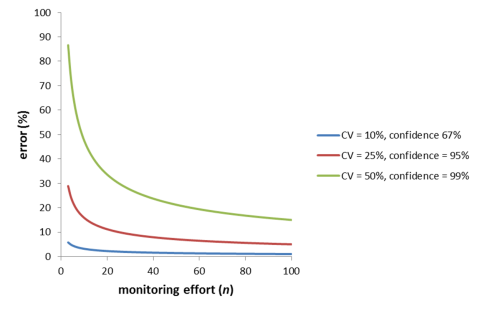 100
90
80
70
60
50
40
30
20
10
0
error (%)
0 20 40 60 80 100
monitoring effort (n)
CV = 10%, confidence 67%
CV = 25%, confidence = 95%
CV = 50%, confidence = 99%